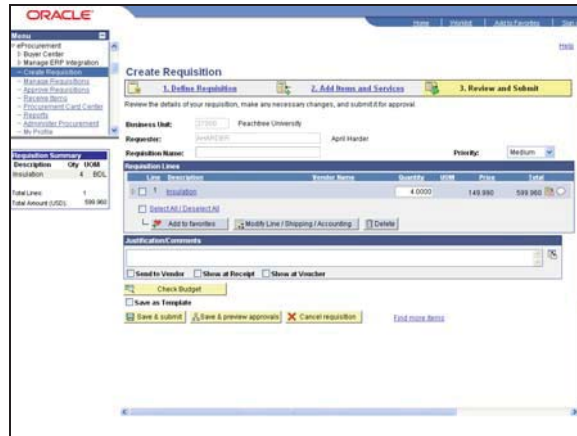 ORACLE
Home | Worklist | Add to Favorites | Sign
Menu
Help
eProcurement
Buyer Center
Manage ERP Integration
Create Requisition
Manage Requisitions
Approve Requisitions
Receive Items
Procurement Card Center
Reports
Administer Procurement
My Profile
Create Requisition
1. Define Requisition
2. Add Items and Services
3. Review and Submit
Review the details of your requisition, make any necessary changes, and submit it for approval.
Business Unit: Peachtree University
Requester: April Harder
Requisition Name: Priority: Medium
Requisition Summary
Description Qty UOM
Insulation 4 BDL
Total Lines: 1
Total Amount (USD): 599.960
Requisition Lines
Line Description Vendor Name Quantity UOM Price Total
1 Insulation 4.0000 149.990 599.960
Select All / Deselect All
Add to favorites Modify Line / Shipping / Accounting Delete
Justification/Comments
Send to Vendor Show at Receipt Show at Voucher
Check Budget
Save as Template
Save & submit Save & preview approvals Cancel requisition Find more items